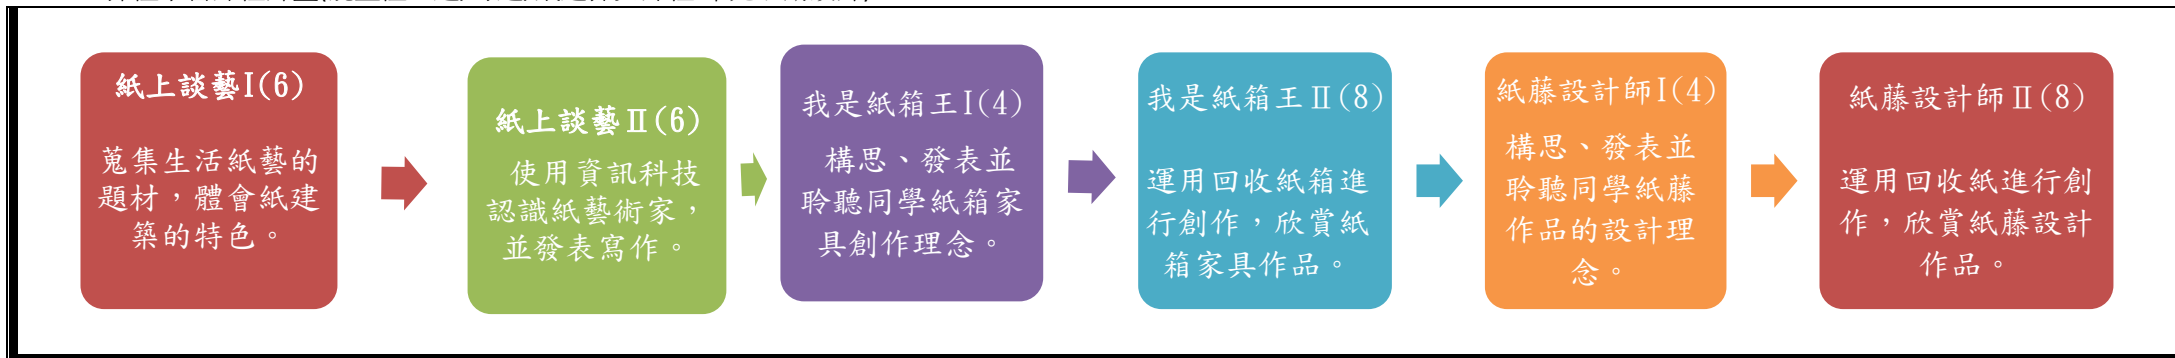 紙上談藝I(6)
蒐集生活紙藝的
題材，體會紙建
築的特色。
紙上談藝Ⅱ(6)
使用資訊科技
認識紙藝術家，
並發表寫作。
我是紙箱王I(4)
構思、發表並
聆聽同學紙箱家
具創作理念。
我是紙箱王Ⅱ(8)
運用回收紙箱進
行創作，欣賞紙
箱家具作品。
紙藤設計師I(4)
構思、發表並
聆聽同學紙藤
作品的設計理
念。
紙藤設計師Ⅱ(8)
運用回收紙進行創
作，欣賞紙藤設計
作品。